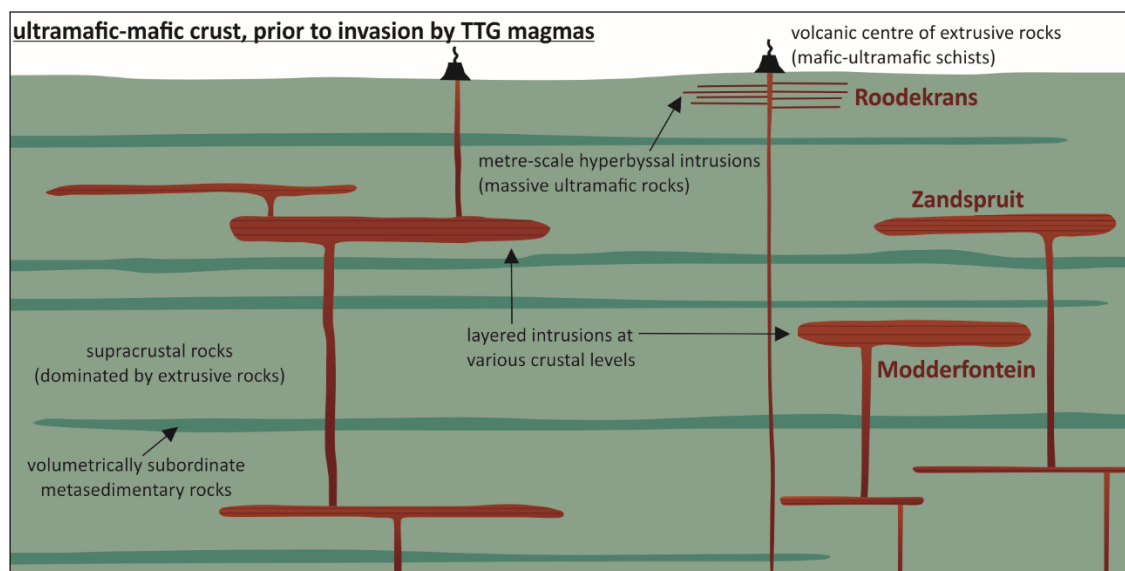 ultramafic-mafic crust, prior to invasion by TTG magmas
volcanic centre of extrusive rocks
(mafic-ultramafic schists)
Roodekrans
metre-scale hyperbyssal intrusions
(massive ultramafic rocks)
Zandspruit
layered intrusions at
various crustal levels
supracrustal rocks
(dominated by extrusive rocks)
Modderfontein
volumetrically subordinate
metasedimentary rocks